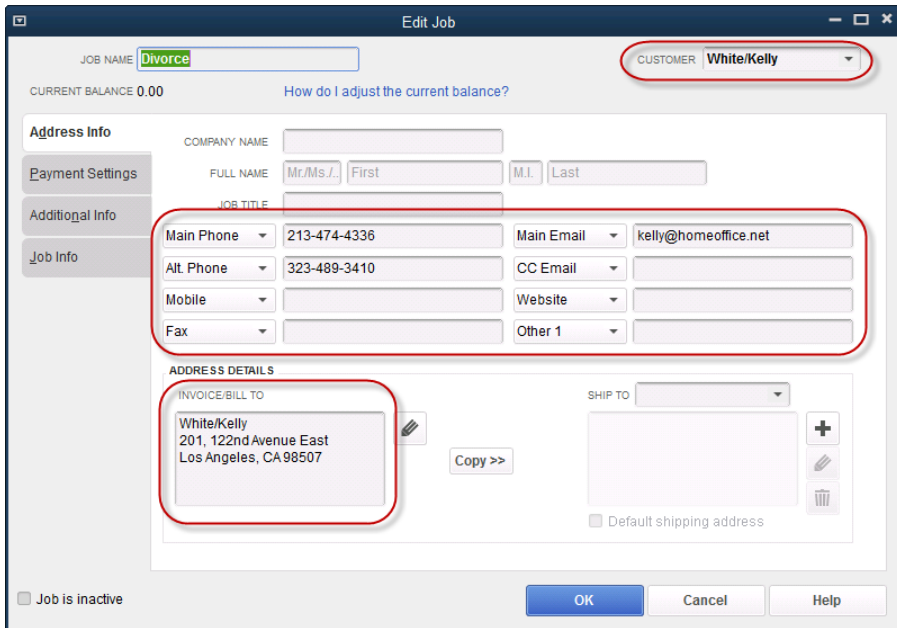 Edit Job
JOB NAME Divorce
CUSTOMER White/Kelly
CURRENT BALANCE 0.00 How do I adjust the current balance?
Address Info
Payment Settings
Additional Info
Job Info
COMPANY NAME
FULL NAME Mr./Ms./.. First M.I. Last
JOB TITLE
Main Phone 213-474-4336 Main Email kelly@homeoffice.net
Alt. Phone 323-489-3410 CC Email
Mobile Website
Fax Other 1
ADDRESS DETAILS
INVOICE/BILL TO
White/Kelly
201, 122nd Avenue East
Los Angeles, CA 98507
Copy >>
SHIP TO
Default shipping address
Job is inactive
OK Cancel Help